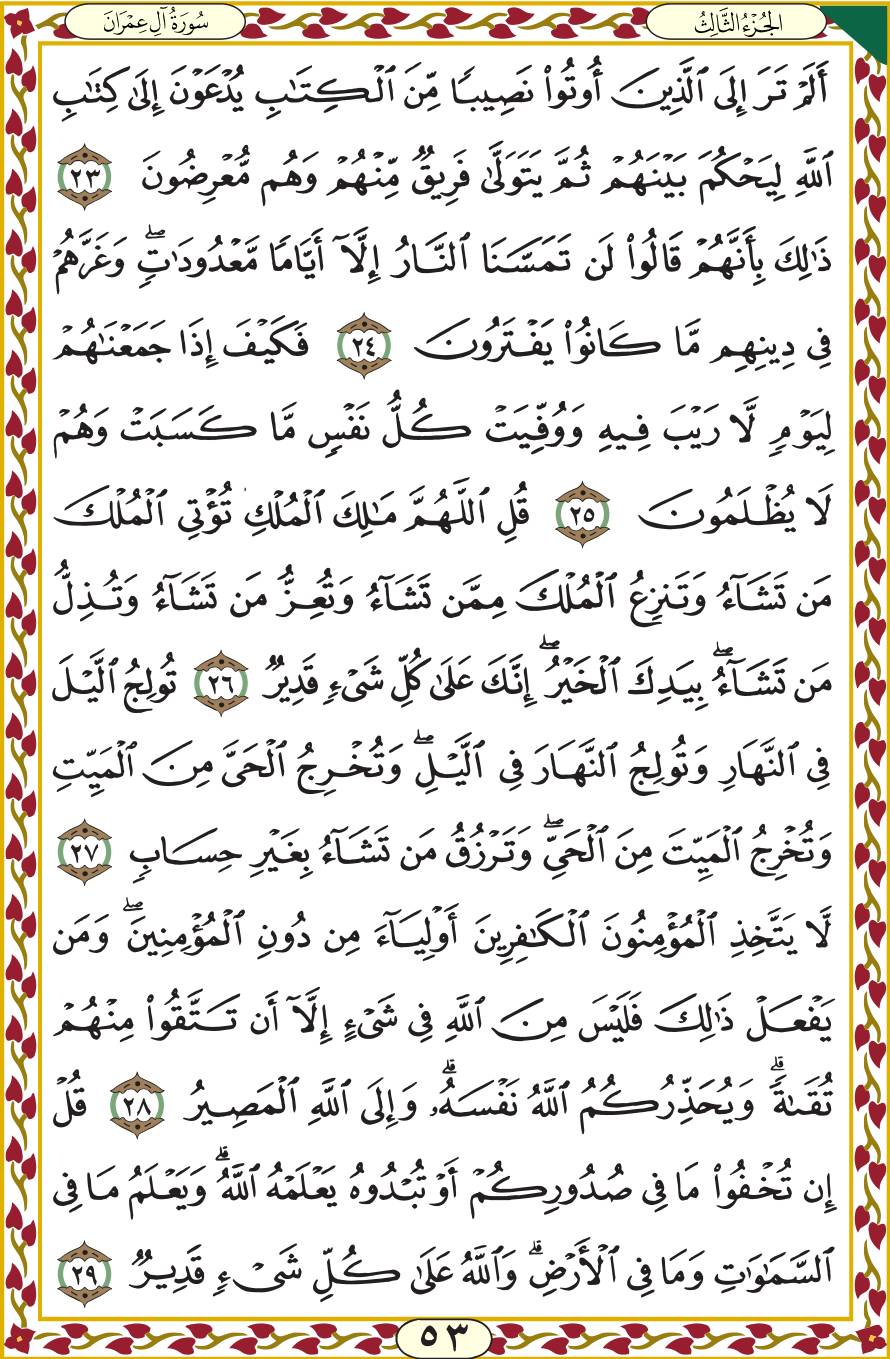 الجُزْءُ الثَّالِثُ
سُورَةُ آلِ عِمْرَانَ
أَلَمْ تَرَ إِلَى ٱلَّذِينَ أُوتُوا۟ نَصِيبًا مِّنَ ٱلْكِتَـٰبِ يُدْعَوْنَ إِلَىٰ كِتَـٰبِ
ٱللَّهِ لِيَحْكُمَ بَيْنَهُمْ ثُمَّ يَتَوَلَّىٰ فَرِيقٌ مِّنْهُمْ وَهُم مُّعْرِضُونَ ٢٣
ذَٰلِكَ بِأَنَّهُمْ قَالُوا۟ لَن تَمَسَّنَا ٱلنَّارُ إِلَّآ أَيَّامًا مَّعْدُودَٰتٍ ۖ وَغَرَّهُمْ
فِى دِينِهِم مَّا كَانُوا۟ يَفْتَرُونَ ٢٤ فَكَيْفَ إِذَا جَمَعْنَـٰهُمْ
لِيَوْمٍ لَّا رَيْبَ فِيهِ وَوُفِّيَتْ كُلُّ نَفْسٍ مَّا كَسَبَتْ وَهُمْ
لَا يُظْلَمُونَ ٢٥ قُلِ ٱللَّهُمَّ مَـٰلِكَ ٱلْمُلْكِ تُؤْتِى ٱلْمُلْكَ
مَن تَشَآءُ وَتَنزِعُ ٱلْمُلْكَ مِمَّن تَشَآءُ وَتُعِزُّ مَن تَشَآءُ وَتُذِلُّ
مَن تَشَآءُ ۖ بِيَدِكَ ٱلْخَيْرُ ۖ إِنَّكَ عَلَىٰ كُلِّ شَىْءٍ قَدِيرٌ ٢٦ تُولِجُ ٱلَّيْلَ
فِى ٱلنَّهَارِ وَتُولِجُ ٱلنَّهَارَ فِى ٱلَّيْلِ ۖ وَتُخْرِجُ ٱلْحَىَّ مِنَ ٱلْمَيِّتِ
وَتُخْرِجُ ٱلْمَيِّتَ مِنَ ٱلْحَىِّ ۖ وَتَرْزُقُ مَن تَشَآءُ بِغَيْرِ حِسَابٍ ٢٧
لَّا يَتَّخِذِ ٱلْمُؤْمِنُونَ ٱلْكَـٰفِرِينَ أَوْلِيَآءَ مِن دُونِ ٱلْمُؤْمِنِينَ ۖ وَمَن
يَفْعَلْ ذَٰلِكَ فَلَيْسَ مِنَ ٱللَّهِ فِى شَىْءٍ إِلَّآ أَن تَتَّقُوا۟ مِنْهُمْ
تُقَىٰةً ۗ وَيُحَذِّرُكُمُ ٱللَّهُ نَفْسَهُۥ ۗ وَإِلَى ٱللَّهِ ٱلْمَصِيرُ ٢٨ قُلْ
إِن تُخْفُوا۟ مَا فِى صُدُورِكُمْ أَوْ تُبْدُوهُ يَعْلَمْهُ ٱللَّهُ ۗ وَيَعْلَمُ مَا فِى
ٱلسَّمَـٰوَٰتِ وَمَا فِى ٱلْأَرْضِ ۗ وَٱللَّهُ عَلَىٰ كُلِّ شَىْءٍ قَدِيرٌ ٢٩
٥٣